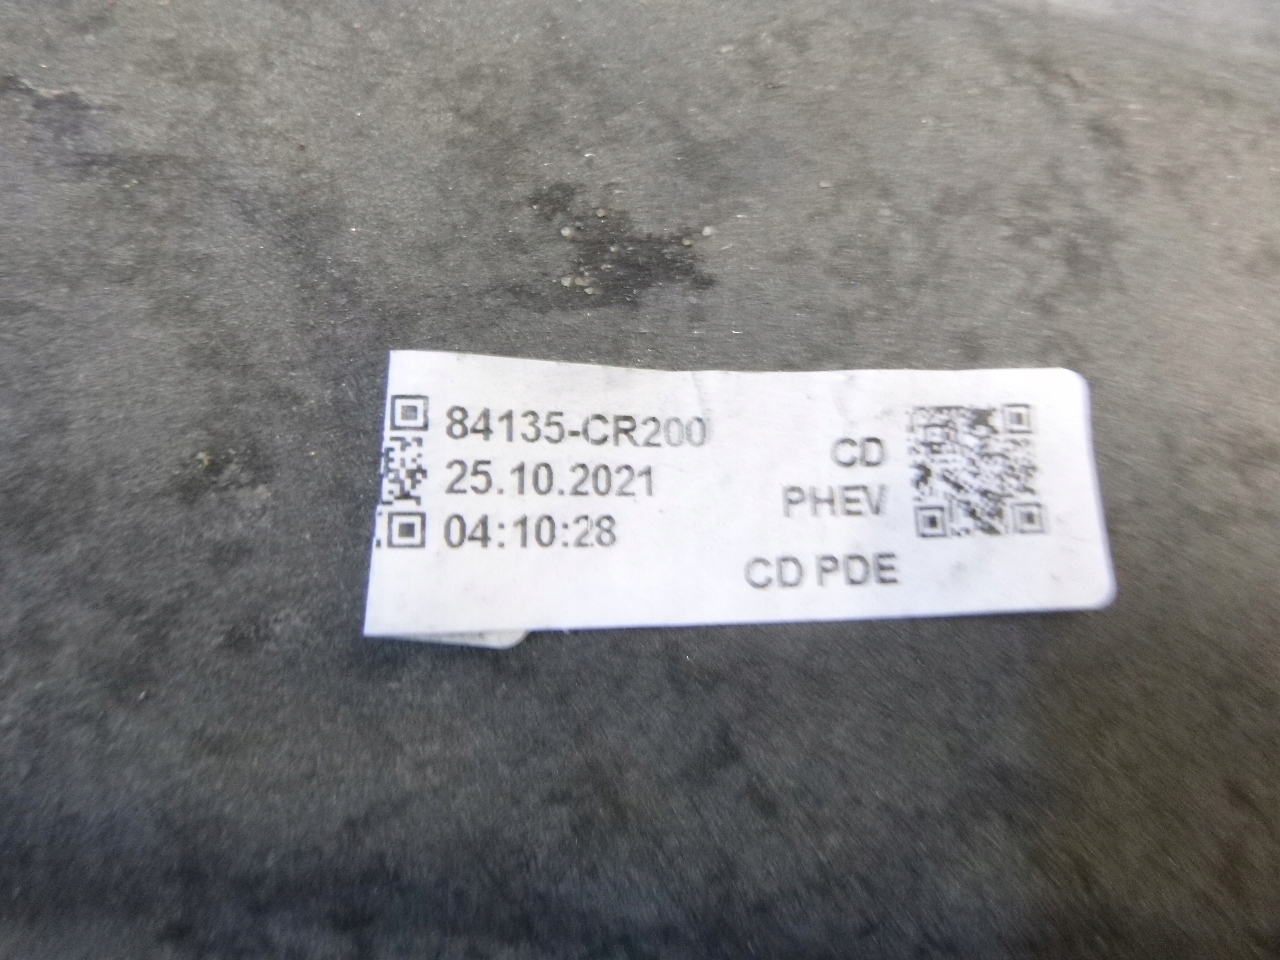 84135-CR200
25.10.2021
04:10:28
CD
PHEV
CD PDE